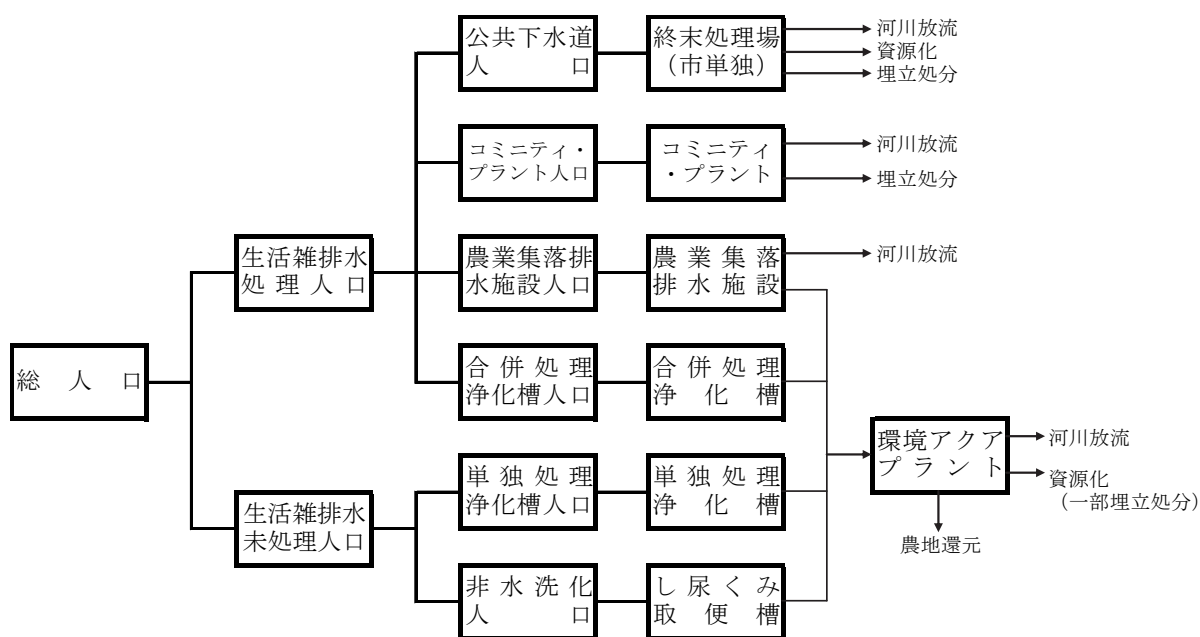 公共下水道
人口
終末処理場
（市単独）
河川放流
資源化
埋立処分
コミニティ・
プラント人口
コミニティ
・プラント
河川放流
埋立処分
生活雑排水
処理人口
農業集落排
水施設人口
農業集落
排水施設
河川放流
総人口
合併処理
浄化槽人口
合併処理
浄化槽
環境アクア
プラント
河川放流
資源化
（一部埋立処分）
農地還元
生活雑排水
未処理人口
単独処理
浄化槽人口
単独処理
浄化槽
非水洗化
人口
し尿くみ
取便槽